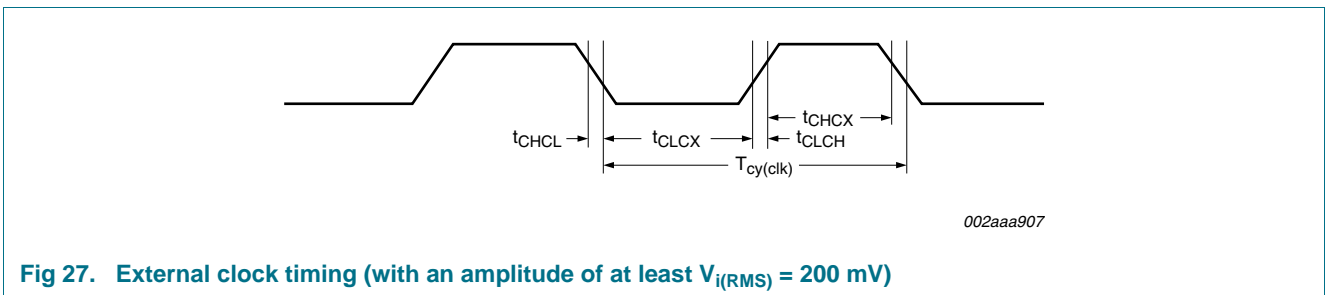 tCHCX
tCHCL
tCLCX
tCLCH
Tcy(clk)
002aaa907
Fig 27. External clock timing (with an amplitude of at least Vi(RMS) = 200 mV)